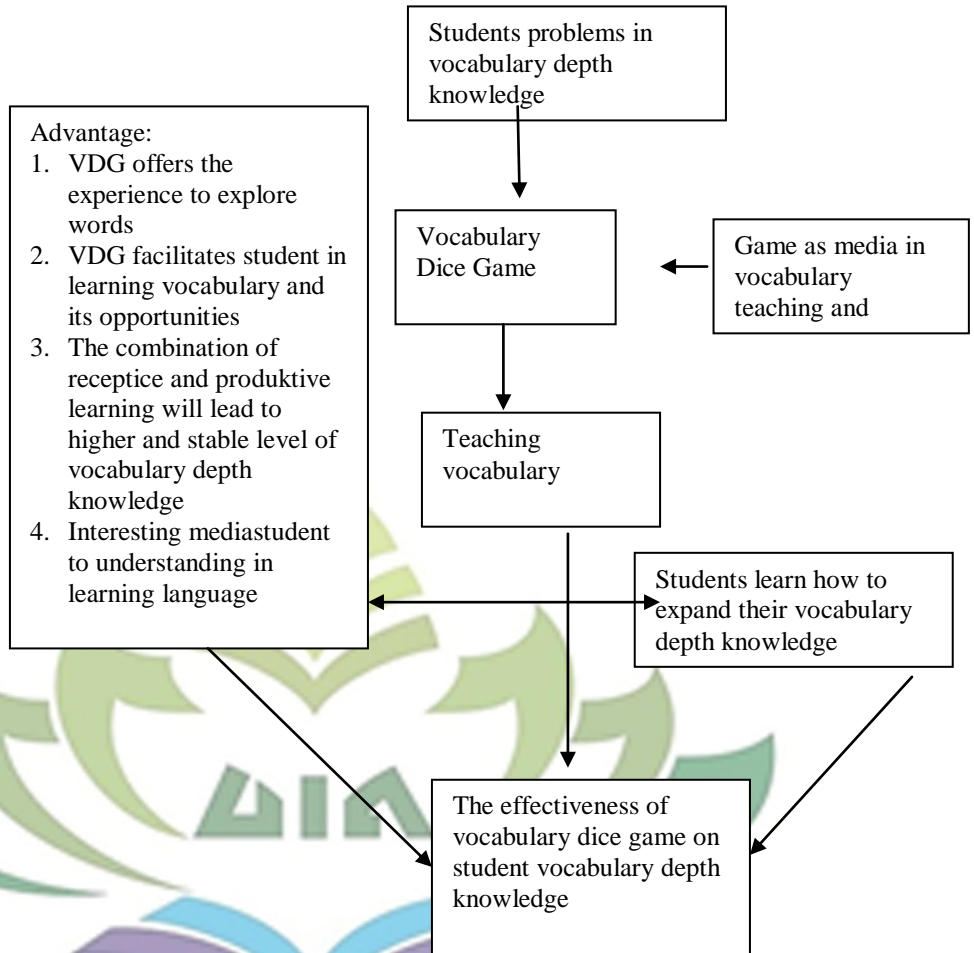 Students problems in
vocabulary depth
knowledge
Advantage:
1. VDG offers the
experience to explore
words
2. VDG facilitates student in
learning vocabulary and
its opportunities
3. The combination of
receptice and produktive
learning will lead to
higher and stable level of
vocabulary depth
knowledge
4. Interesting mediastudent
to understanding in
learning language
Vocabulary
Dice Game
Game as media in
vocabulary
teaching and
Teaching
vocabulary
Students learn how to
expand their vocabulary
depth knowledge
The effectiveness of
vocabulary dice game on
student vocabulary depth
knowledge